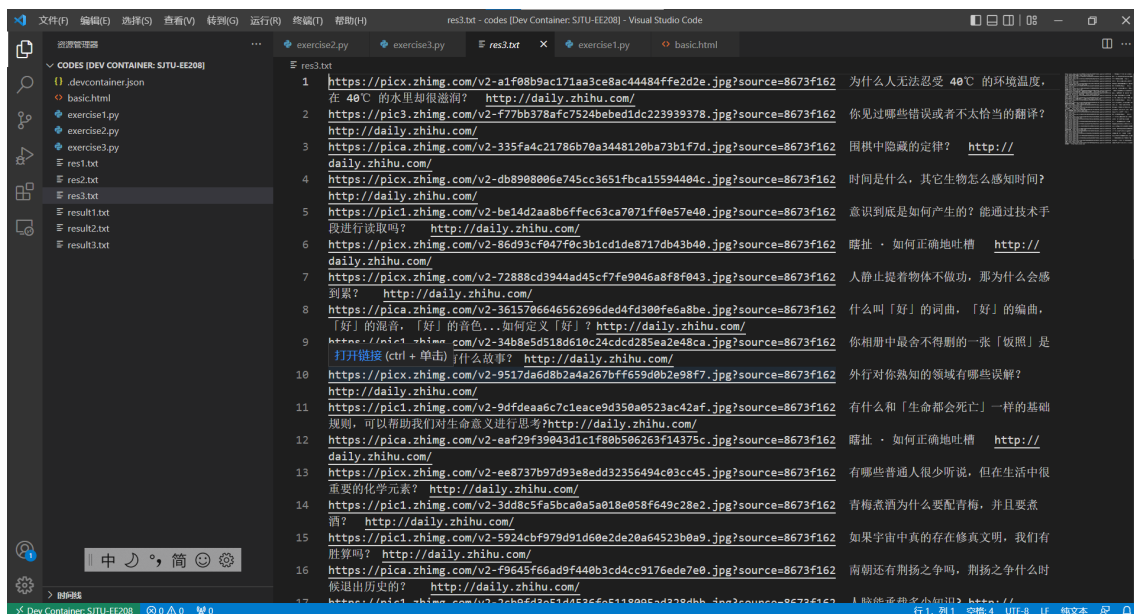 文件(F) 编辑(E) 选择(S) 查看(V) 转到(G) 运行(R) 终端(T) 帮助(H) res3.txt - codes [Dev Container: SJTU-EE208] - Visual Studio Code
资源管理器
exercise2.py exercise3.py res3.txt exercise1.py basic.html
CODES [DEV CONTAINER: SJTU-EE208]
.devcontainer.json
basic.html
exercise1.py
exercise2.py
exercise3.py
res1.txt
res2.txt
res3.txt
result1.txt
result2.txt
result3.txt
时间线
res3.txt
1 https://picx.zhimg.com/v2-a1f08b9ac171aa3ce8ac44484ffe2d2e.jpg?source=8673f162 为什么人无法忍受 40℃ 的环境温度，
在 40℃ 的水里却很滋润? http://daily.zhihu.com/
2 https://pic3.zhimg.com/v2-f77bb378afc7524bebed1dc223939378.jpg?source=8673f162 你见过哪些错误或者不太恰当的翻译?
http://daily.zhihu.com/
3 https://pica.zhimg.com/v2-335fa4c21786b70a3448120ba73b1f7d.jpg?source=8673f162 围棋中隐藏的定律? http://
daily.zhihu.com/
4 https://picx.zhimg.com/v2-db8908006e745cc3651fbca15594404c.jpg?source=8673f162 时间是什么，其它生物怎么感知时间?
http://daily.zhihu.com/
5 https://pic1.zhimg.com/v2-be14d2aa8b6ffec63ca7071ff0e57e40.jpg?source=8673f162 意识到底是如何产生的? 能通过技术手
段进行读取吗? http://daily.zhihu.com/
6 https://picx.zhimg.com/v2-86d93cf047f0c3b1cd1de8717db43b40.jpg?source=8673f162 瞎扯 · 如何正确地吐槽 http://
daily.zhihu.com/
7 https://picx.zhimg.com/v2-72888cd3944ad45cf7fe9046a8f8f043.jpg?source=8673f162 人静止提着物体不做功，那为什么会感
到累? http://daily.zhihu.com/
8 https://pica.zhimg.com/v2-3615706646562696ded4fd300fe6a8be.jpg?source=8673f162 什么叫「好」的词曲，「好」的编曲，
「好」的混音，「好」的音色...如何定义「好」? http://daily.zhihu.com/
9 https://pic1.zhimg.com/v2-34b8e5d518d610c24cdcd285ea2e48ca.jpg?source=8673f162 你相册中最舍不得删的一张「饭照」是
打开链接 (ctrl + 单击) 什么故事? http://daily.zhihu.com/
10 https://picx.zhimg.com/v2-9517da6d8b2a4a267bff659d0b2e98f7.jpg?source=8673f162 外行对你熟知的领域有哪些误解?
http://daily.zhihu.com/
11 https://pic1.zhimg.com/v2-9dfdeaa6c7c1eace9d350a0523ac42af.jpg?source=8673f162 有什么和「生命都会死亡」一样的基础
规则，可以帮助我们对生命意义进行思考?http://daily.zhihu.com/
12 https://pica.zhimg.com/v2-eaf29f39043d1c1f80b506263f14375c.jpg?source=8673f162 瞎扯 · 如何正确地吐槽 http://
daily.zhihu.com/
13 https://picx.zhimg.com/v2-ee8737b97d93e8edd32356494c03cc45.jpg?source=8673f162 有哪些普通人很少听说，但在生活中很
重要的化学元素? http://daily.zhihu.com/
14 https://pic1.zhimg.com/v2-3dd8c5fa5bca0a5a018e058f649c28e2.jpg?source=8673f162 青梅煮酒为什么要配青梅，并且要煮
酒? http://daily.zhihu.com/
15 https://pic1.zhimg.com/v2-5924cbf979d91d60e2de20a64523b0a9.jpg?source=8673f162 如果宇宙中真的存在修真文明，我们有
胜算吗? http://daily.zhihu.com/
16 https://pica.zhimg.com/v2-f9645f66ad9f440b3cd4cc9176ede7e0.jpg?source=8673f162 南朝还有荆扬之争吗，荆扬之争什么时
候退出历史的? http://daily.zhihu.com/
17
中 简
Dev Container: SJTU-EE208 0 0 0 行 1，列 1 空格: 4 UTF-8 LF 纯文本